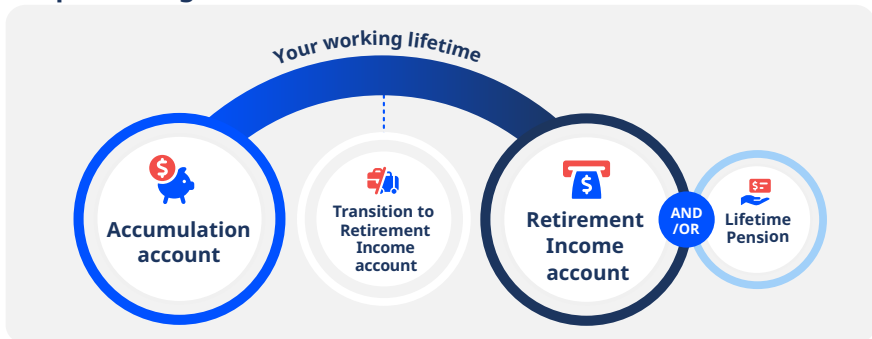 Your working lifetime
Accumulation
account
Transition to
Retirement
Income
account
Retirement
Income
account
AND
/OR
Lifetime
Pension